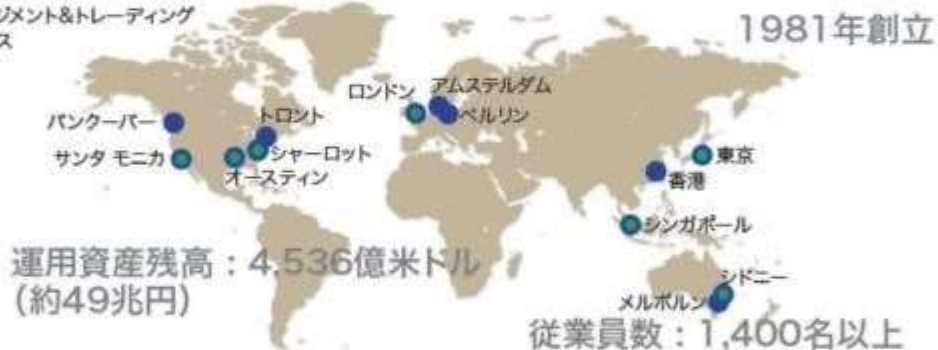 ジメント&トレーディング
ス
1981年創立
ロンドン
アムステルダム
ベルリン
バンクーバー
トロント
サンタ モニカ
シャーロット
オースティン
東京
香港
シンガポール
シドニー
メルボルン
運用資産残高：4,536億米ドル
(約49兆円)
従業員数：1,400名以上